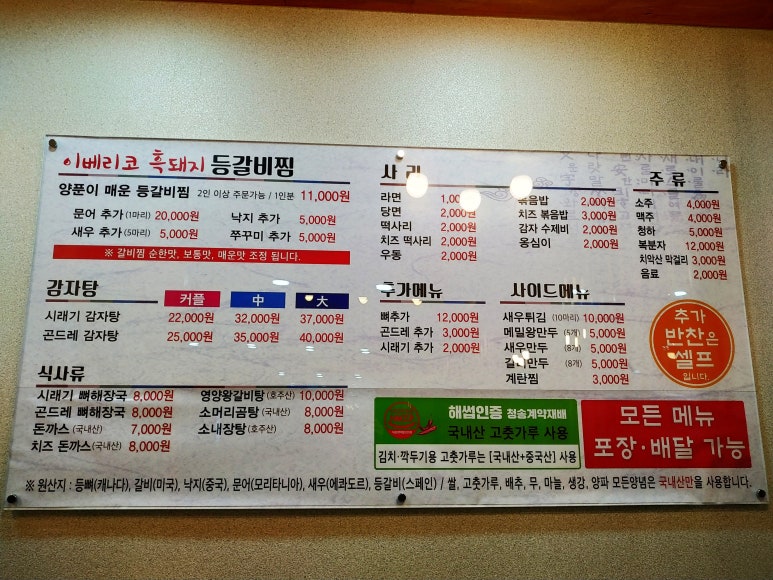 이베리코 흑돼지 등갈비찜
양푼이 매운 등갈비찜 2인 이상 주문가능 / 1인분 11,000원
문어 추가 (1마리) 20,000원 낙지 추가 5,000원
새우 추가 (5마리) 5,000원 쭈꾸미 추가 5,000원
※ 갈비찜 순한맛, 보통맛, 매운맛 조정 됩니다.
감자탕 커플 中 大
시래기 감자탕 22,000원 32,000원 37,000원
곤드레 감자탕 25,000원 35,000원 40,000원
식사류
시래기 뼈해장국 8,000원 영양왕갈비탕 (호주산) 10,000원
곤드레 뼈해장국 8,000원 소머리곰탕 (국내산) 8,000원
돈까스 (국내산) 7,000원 소내장탕 (호주산) 8,000원
치즈 돈까스 (국내산) 8,000원
사 리
라면 1,000원 볶음밥 2,000원
당면 2,000원 치즈 볶음밥 3,000원
떡사리 2,000원 감자 수제비 2,000원
치즈 떡사리 2,000원 옹심이 2,000원
우동 2,000원
주 류
소주 4,000원
맥주 4,000원
청하 5,000원
복분자 12,000원
치악산 막걸리 3,000원
음료 2,000원
추가메뉴
뼈추가 12,000원
곤드레 추가 3,000원
시래기 추가 2,000원
사이드메뉴
새우튀김 (10마리) 10,000원
메밀왕만두 (5개) 5,000원
새우만두 (8개) 5,000원
갈비만두 (8개) 5,000원
계란찜 3,000원
추가
반찬은
셀프
입니다.
해썹인증 청송계약재배
국내산 고춧가루 사용
김치·깍두기용 고춧가루는 [국내산+중국산] 사용
모든 메뉴
포장·배달 가능
※ 원산지 : 등뼈(캐나다), 갈비(미국), 낙지(중국), 문어(모리타니아), 새우(에콰도르), 등갈비(스페인) / 쌀, 고춧가루, 배추, 무, 마늘, 생강, 양파 모든양념은 국내산만을 사용합니다.